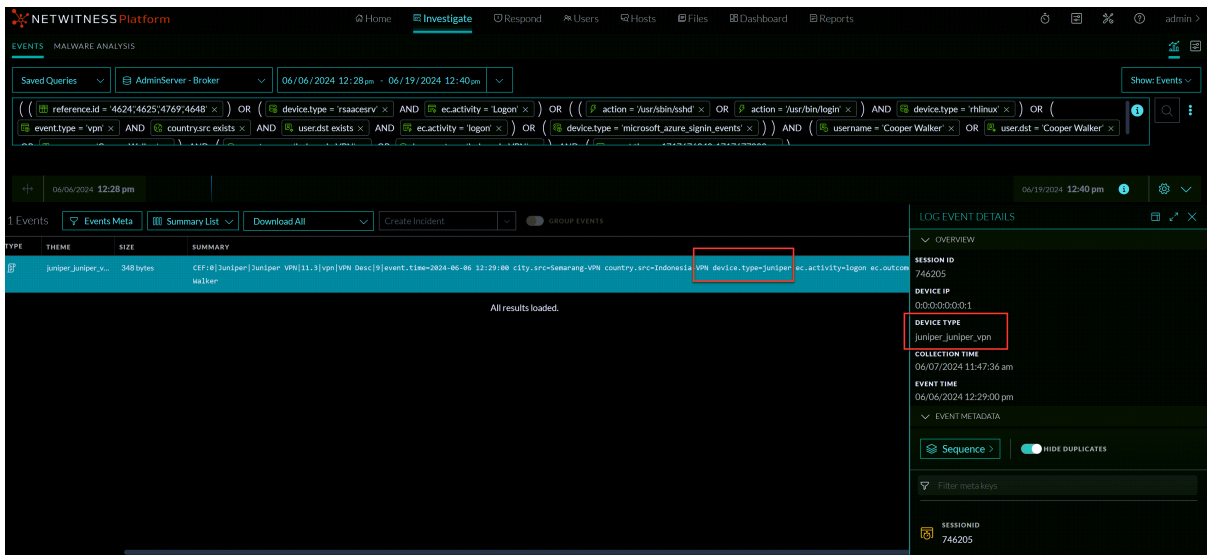 NETWITNESS Platform
Home Investigate Respond Users Hosts Files Dashboard Reports
admin >
EVENTS MALWARE ANALYSIS
Saved Queries AdminServer - Broker 06/06/2024 12:28 pm - 06/19/2024 12:40 pm Show: Events
( ( reference.id = '4624','4625','4769','4648' × ) OR ( device.type = 'rsaacesrv' × AND ec.activity = 'Logon' × ) OR ( ( action = '/usr/sbin/sshd' × OR action = '/usr/bin/login' × ) AND device.type = 'rhlinux' × ) OR (
event.type = 'vpn' × AND country.src exists × AND user.dst exists × AND ec.activity = 'logon' × ) OR ( device.type = 'microsoft_azure_signin_events' × ) ) AND ( username = 'Cooper Walker' × OR user.dst = 'Cooper Walker' ×
06/06/2024 12:28 pm 06/19/2024 12:40 pm
1 Events Events Meta Summary List Download All Create Incident GROUP EVENTS
TYPE THEME SIZE SUMMARY
juniper_juniper_v... 348 bytes CEF:0|Juniper|Juniper VPN|11.3|vpn|VPN Desc|9|event.time=2024-06-06 12:29:00 city.src=Semarang-VPN country.src=Indonesia-VPN device.type=juniper ec.activity=logon ec.outcom
Walker
All results loaded.
LOG EVENT DETAILS
OVERVIEW
SESSION ID
746205
DEVICE IP
0:0:0:0:0:0:0:1
DEVICE TYPE
juniper_juniper_vpn
COLLECTION TIME
06/07/2024 11:47:36 am
EVENT TIME
06/06/2024 12:29:00 pm
EVENT METADATA
Sequence > HIDE DUPLICATES
Filter meta keys
SESSIONID
746205